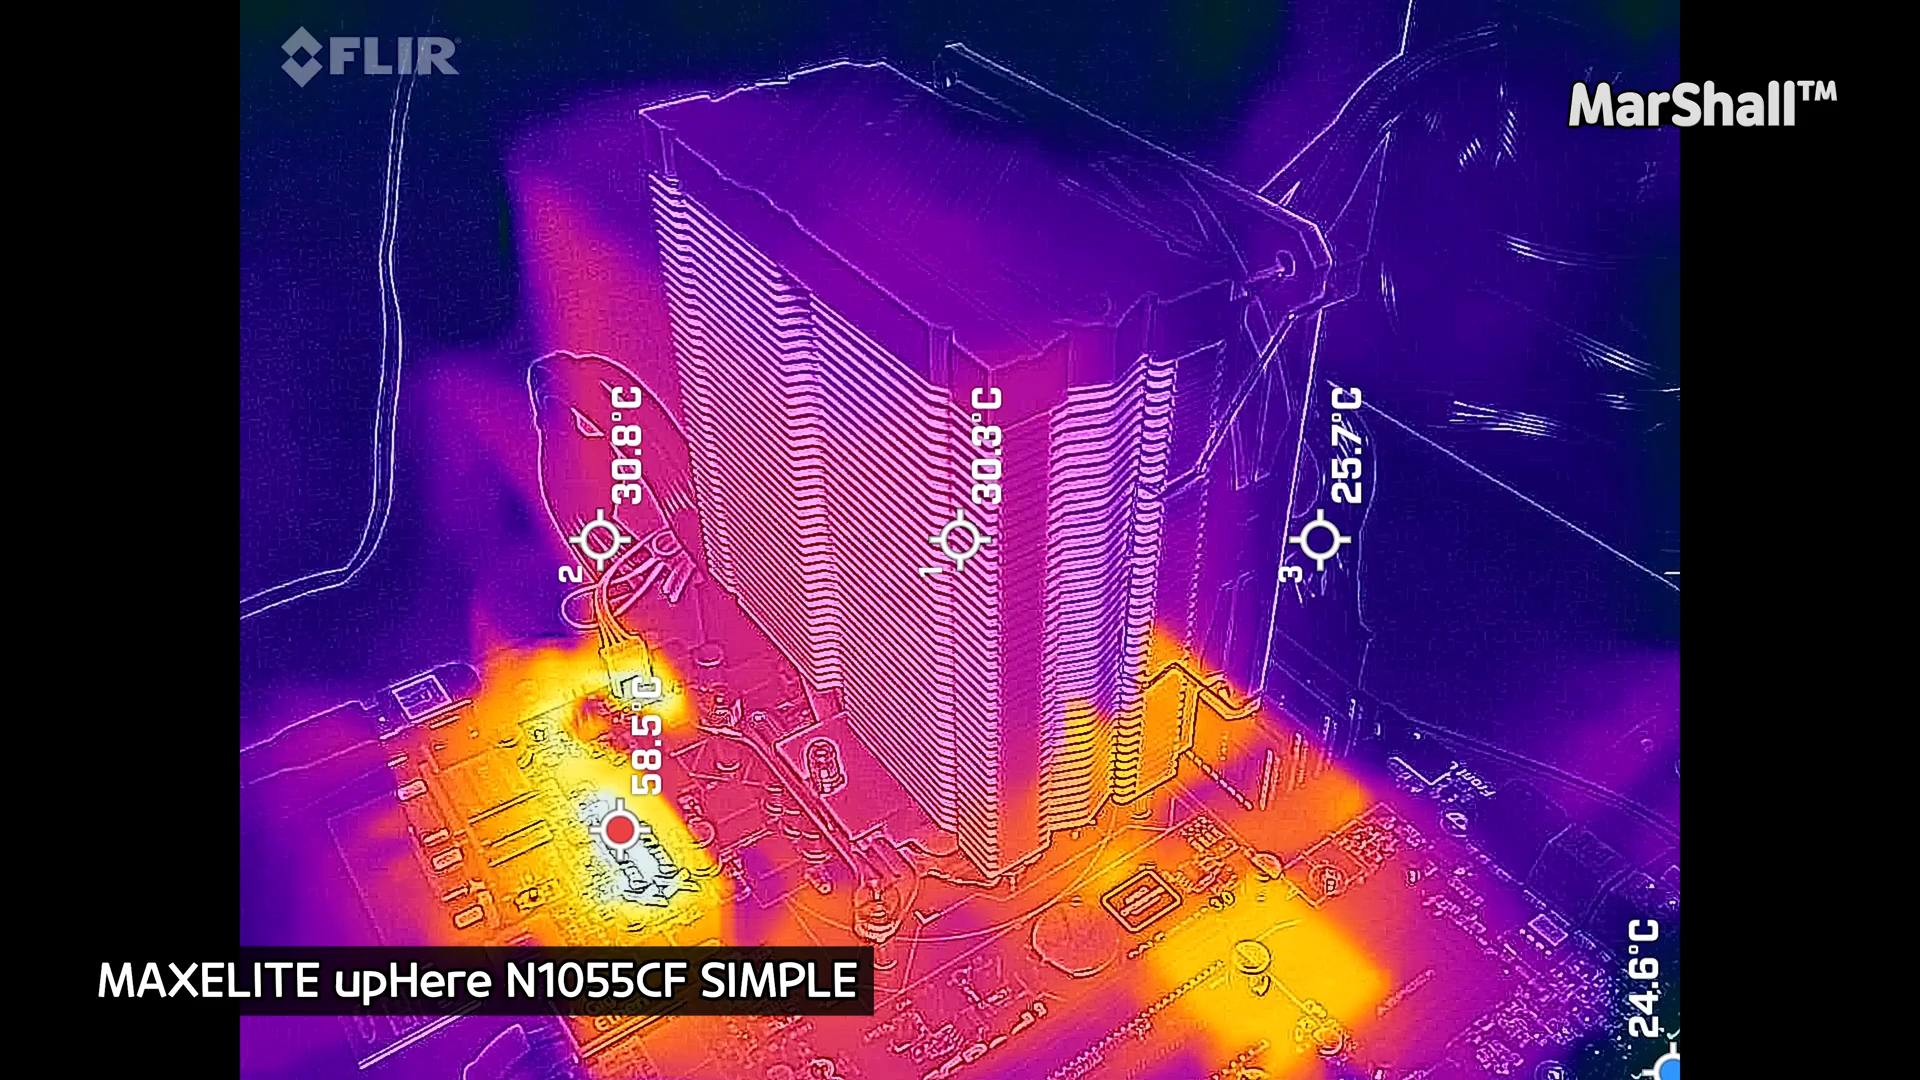 FLIR
MarShall™
30.8°C
30.3°C
25.7°C
2
1
3
58.5°C
24.6°C
MAXELITE upHere N1055CF SIMPLE